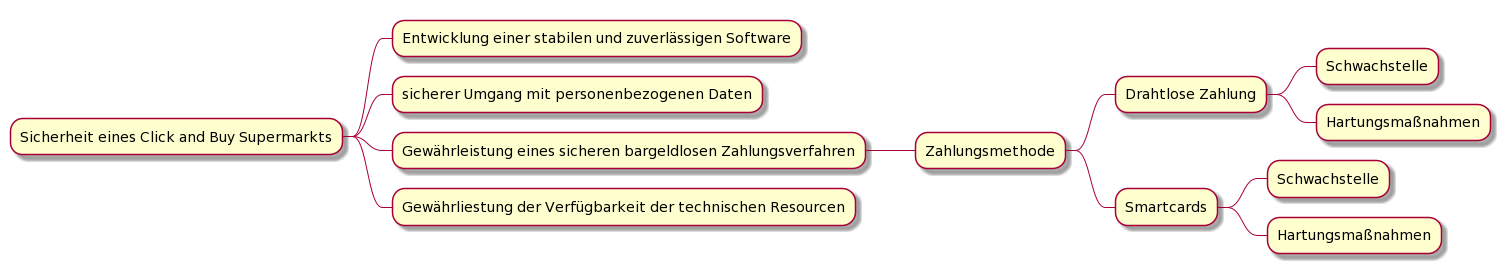 Sicherheit eines Click and Buy Supermarkts
Entwicklung einer stabilen und zuverlässigen Software
sicherer Umgang mit personenbezogenen Daten
Gewährleistung eines sicheren bargeldlosen Zahlungsverfahren
Zahlungsmethode
Drahtlose Zahlung
Schwachstelle
Hartungsmaßnahmen
Smartcards
Schwachstelle
Hartungsmaßnahmen
Gewährliestung der Verfügbarkeit der technischen Resourcen